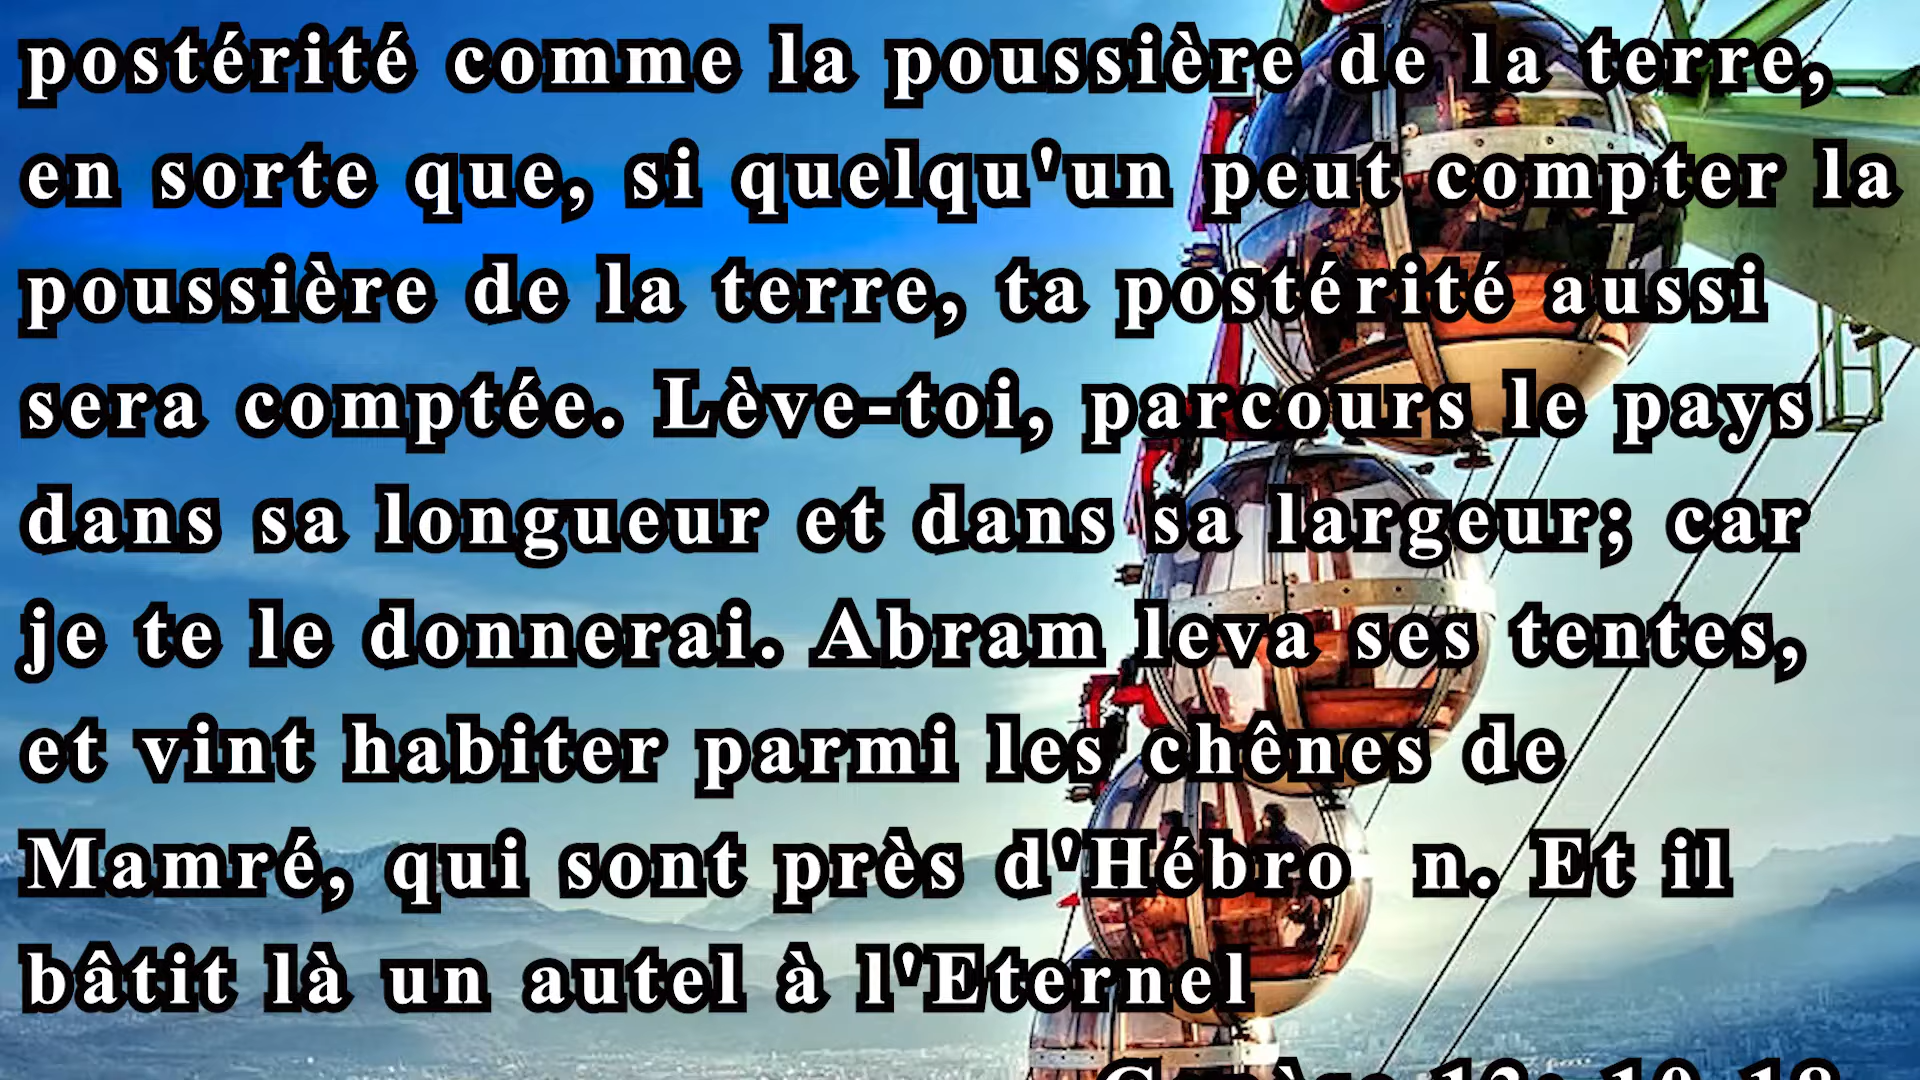 postérité comme la poussière de la terre,
en sorte que, si quelqu'un peut compter la
poussière de la terre, ta postérité aussi
sera comptée. Lève-toi, parcours le pays
dans sa longueur et dans sa largeur; car
je te le donnerai. Abram leva ses tentes,
et vint habiter parmi les chênes de
Mamré, qui sont près d'Hébro n. Et il
bâtit là un autel à l'Eternel